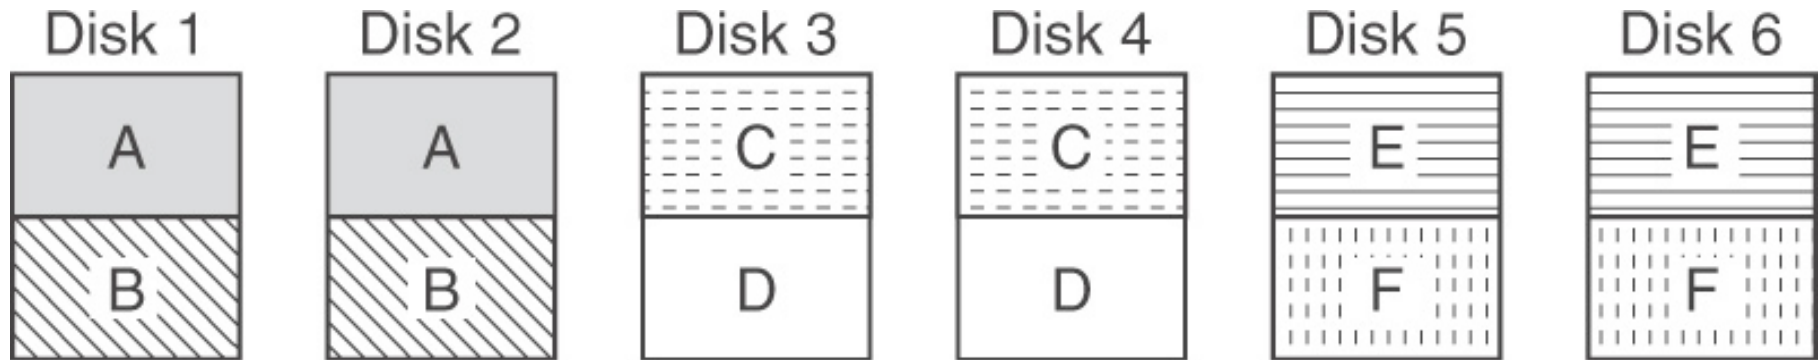 Disk 1 Disk 2 Disk 3 Disk 4 Disk 5 Disk 6
A A C C E E
B B D D F F